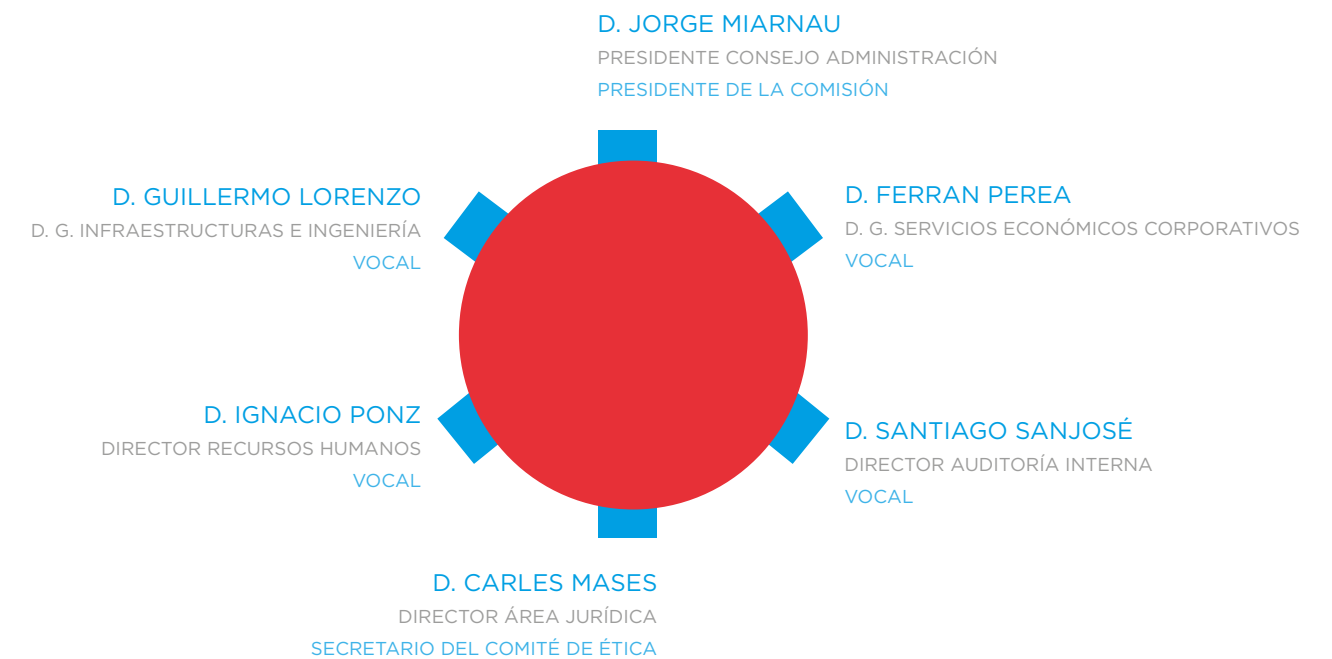 D. JORGE MIARNAU
PRESIDENTE CONSEJO ADMINISTRACIÓN
PRESIDENTE DE LA COMISIÓN
D. GUILLERMO LORENZO
D. G. INFRAESTRUCTURAS E INGENIERÍA
VOCAL
D. FERRAN PEREA
D. G. SERVICIOS ECONÓMICOS CORPORATIVOS
VOCAL
D. IGNACIO PONZ
DIRECTOR RECURSOS HUMANOS
VOCAL
D. SANTIAGO SANJOSÉ
DIRECTOR AUDITORÍA INTERNA
VOCAL
D. CARLES MASES
DIRECTOR ÁREA JURÍDICA
SECRETARIO DEL COMITÉ DE ÉTICA